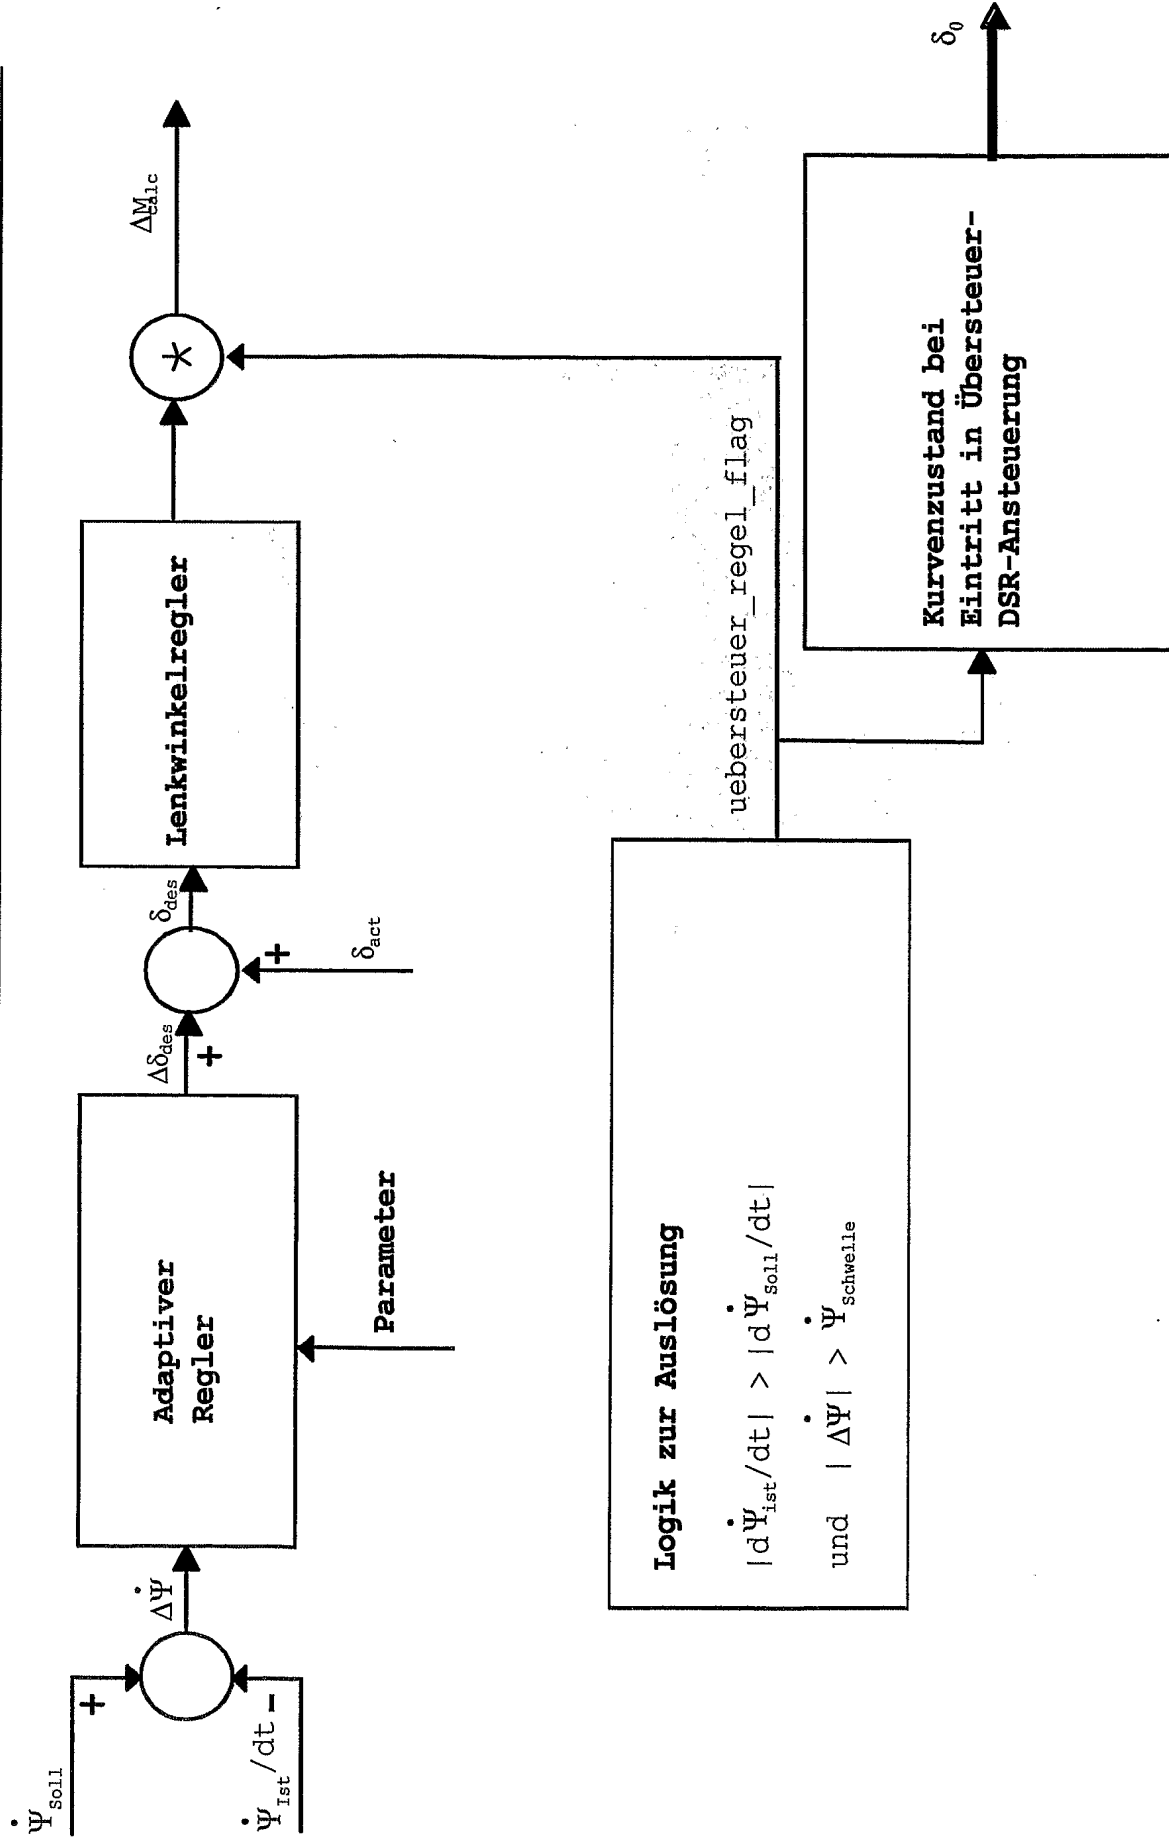 Ψ̇Soll
+
Ψ̇Ist/dt
-
ΔΨ̇
Adaptiver
Regler
Parameter
Δδdes
+
δact
+
δdes
Lenkwinkelregler
*
ΔMcalc
Logik zur Auslösung
|dΨ̇ist/dt| > |dΨ̇Soll/dt|
und |ΔΨ̇| > Ψ̇Schwelle
uebersteuer_regel_flag
Kurvenzustand bei
Eintritt in Übersteuer-
DSR-Ansteuerung
δ0